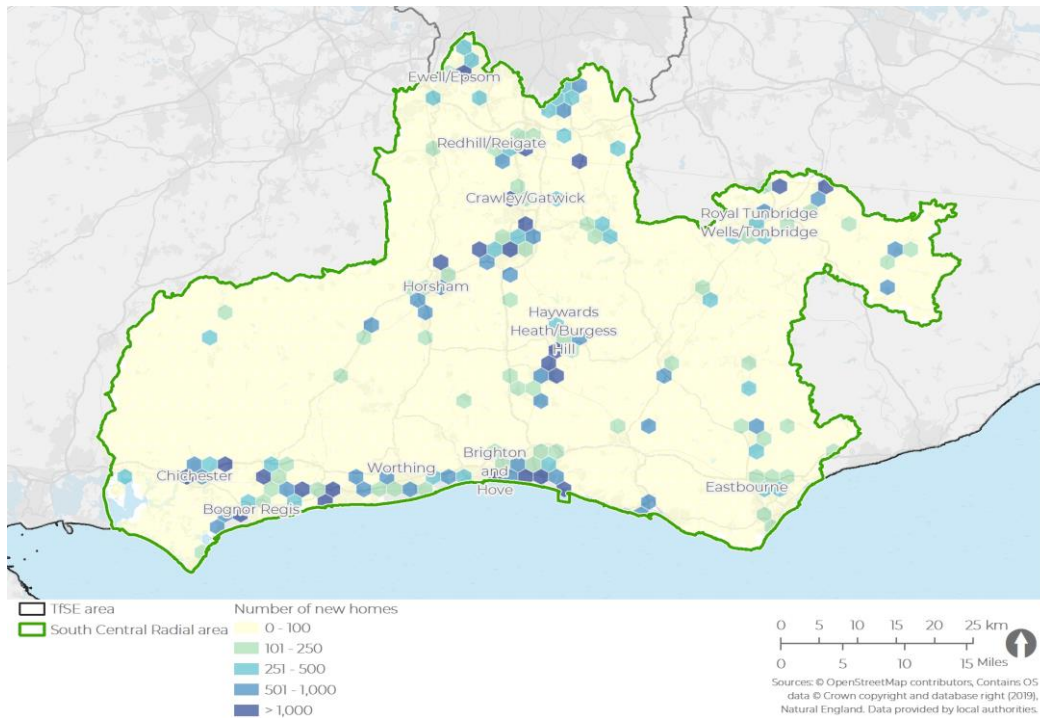 Ewell/Epsom
Redhill/Reigate
Crawley/Gatwick
Royal Tunbridge
Wells/Tonbridge
Horsham
Haywards
Heath/Burgess
Hill
Chichester
Worthing
Brighton
and
Hove
Bognor Regis
Eastbourne
TfSE area
South Central Radial area
Number of new homes
0 - 100
101 - 250
251 - 500
501 - 1,000
> 1,000
0 5 10 15 20 25 km
0 5 10 15 Miles
Sources: © OpenStreetMap contributors, Contains OS
data © Crown copyright and database right (2019),
Natural England. Data provided by local authorities.